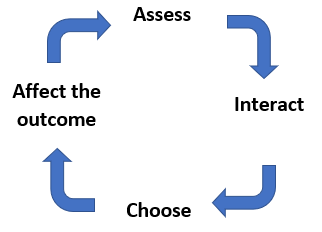 Assess
Interact
Choose
Affect the
outcome